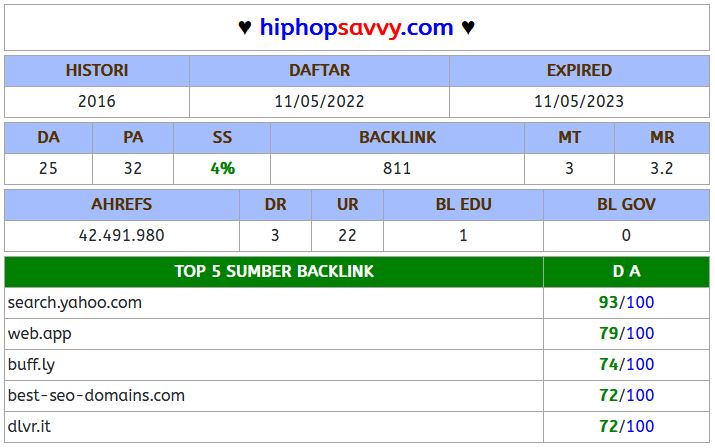 ♥ hiphopsavvy.com ♥
HISTORI DAFTAR EXPIRED
2016 11/05/2022 11/05/2023
DA PA SS BACKLINK MT MR
25 32 4% 811 3 3.2
AHREFS DR UR BL EDU BL GOV
42.491.980 3 22 1 0
TOP 5 SUMBER BACKLINK D A
search.yahoo.com 93/100
web.app 79/100
buff.ly 74/100
best-seo-domains.com 72/100
dlvr.it 72/100